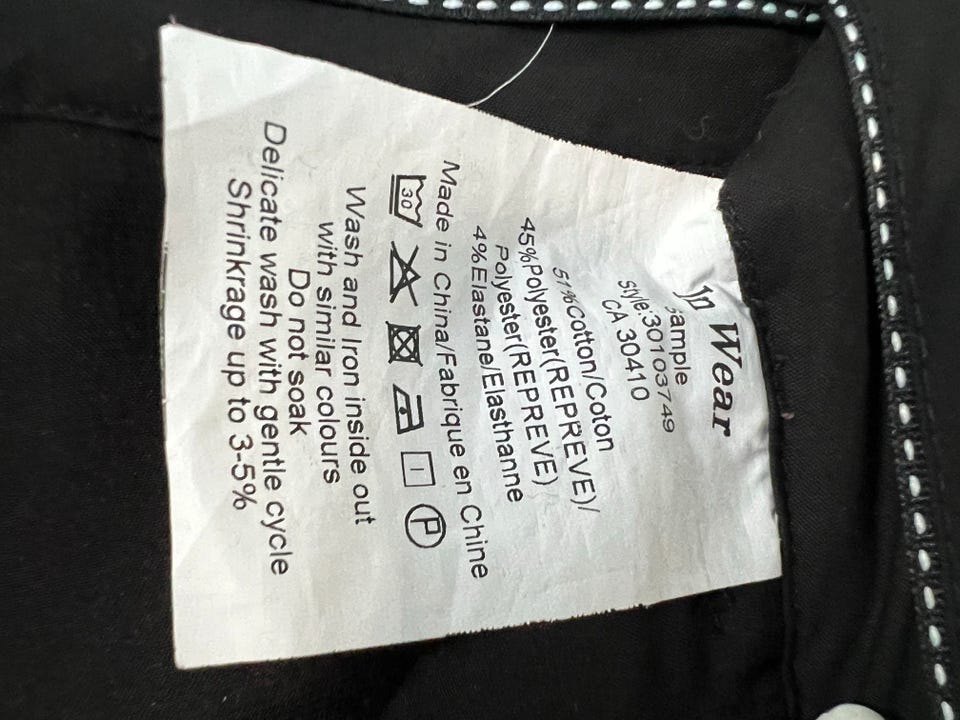 Wear
Sample
Style:30103749
CA 30410
51%Cotton/Coton
45%Polyester(REPREVE)/
Polyester(REPREVE)
4%Elastane/Elasthanne
Made in China/Fabrique en Chine
30 P
Wash and Iron inside out
with similar colours
Do not soak
Delicate wash with gentle cycle
Shrinkrage up to 3-5%